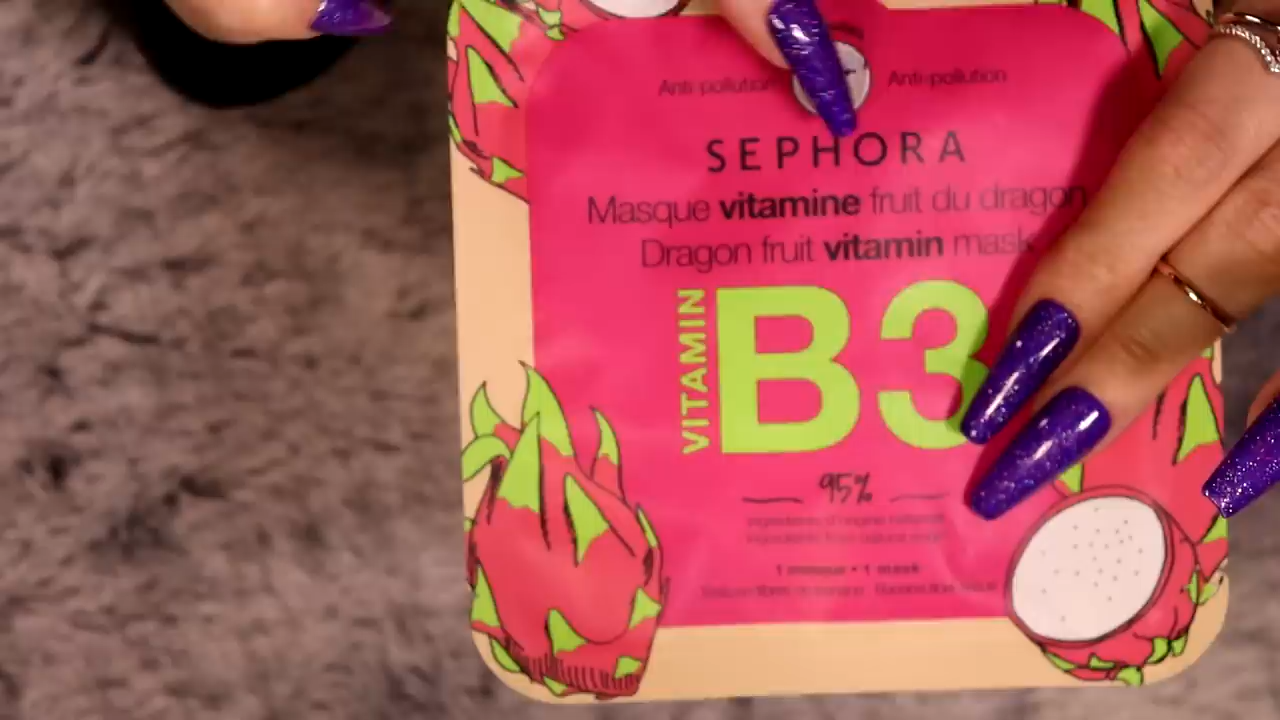 Anti-pollution Anti-pollution
SEPHORA
Masque vitamine fruit du dragon
Dragon fruit vitamin mask
VITAMIN
B3
95%
1 masque • 1 mask